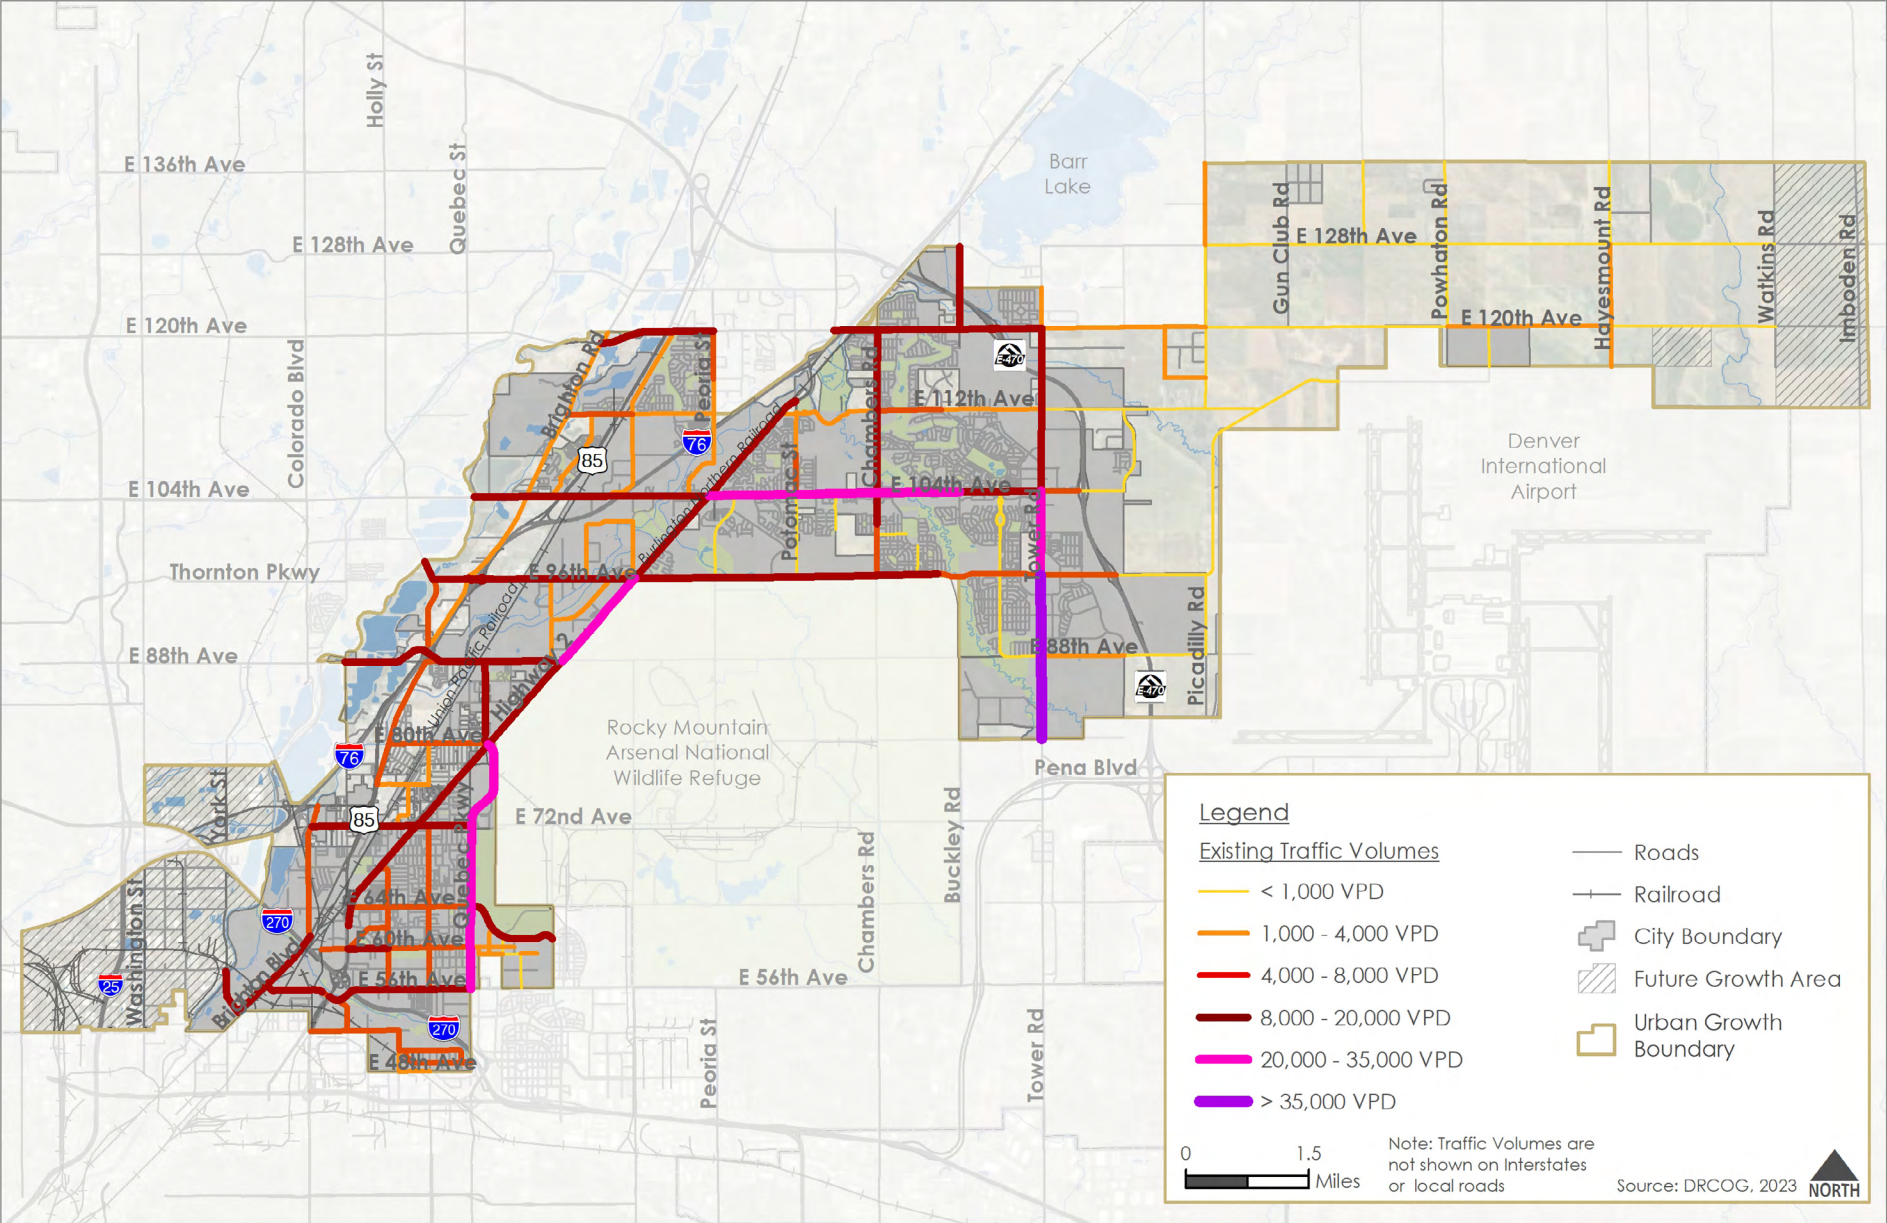 Holly St
Quebec St
E 136th Ave
Barr
Lake
E 128th Ave
Gun Club Rd
E 128th Ave
Powhaton Rd
Hayesmount Rd
Watkins Rd
Imboden Rd
E 120th Ave
Colorado Blvd
Brighton Rd
Peoria St
E-470
E 120th Ave
Chambers Rd
E 112th Ave
76
85
Burlington Northern Railroad
Potomac St
Denver
International
Airport
E 104th Ave
E 104th Ave
Tower Rd
Thornton Pkwy
E 96th Ave
Union Pacific Railroad
Highway 2
E 88th Ave
E 88th Ave
Picadilly Rd
E-470
Rocky Mountain
Arsenal National
Wildlife Refuge
E 80th Ave
76
Pena Blvd
York St
85
Quebec Pkwy
E 72nd Ave
Chambers Rd
Buckley Rd
Washington St
E 64th Ave
270
E 60th Ave
Brighton Blvd
E 56th Ave
E 56th Ave
25
270
E 48th Ave
Peoria St
Tower Rd
Legend
Existing Traffic Volumes
< 1,000 VPD
1,000 - 4,000 VPD
4,000 - 8,000 VPD
8,000 - 20,000 VPD
20,000 - 35,000 VPD
> 35,000 VPD
Roads
Railroad
City Boundary
Future Growth Area
Urban Growth
Boundary
0 1.5
Miles
Note: Traffic Volumes are
not shown on Interstates
or local roads
Source: DRCOG, 2023
NORTH